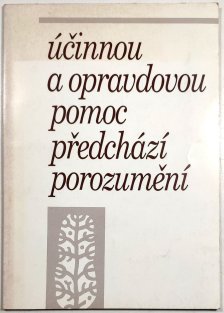 účinnou
a opravdovou
pomoc
předchází
porozumění